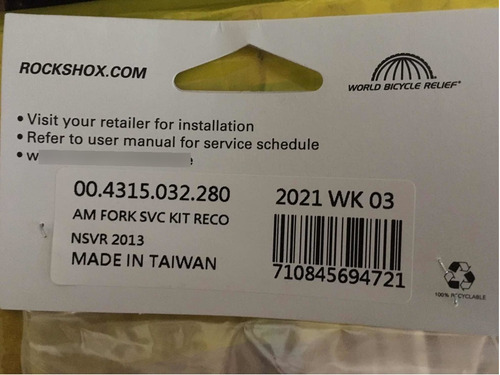 ROCKSHOX.COM
WORLD BICYCLE RELIEF®
• Visit your retailer for installation
• Refer to user manual for service schedule
• w
00.4315.032.280
2021 WK 03
AM FORK SVC KIT RECO
NSVR 2013
MADE IN TAIWAN
710845694721
100% RECYCLABLE